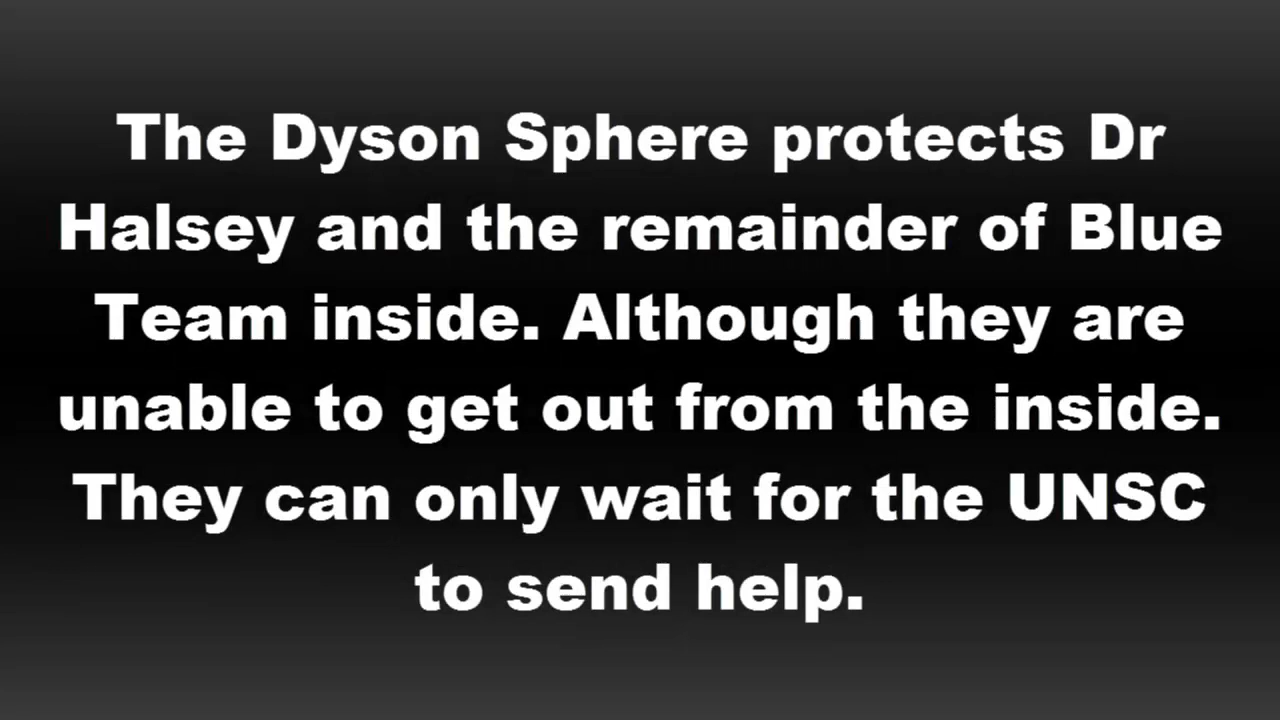 The Dyson Sphere protects Dr
Halsey and the remainder of Blue
Team inside. Although they are
unable to get out from the inside.
They can only wait for the UNSC
to send help.